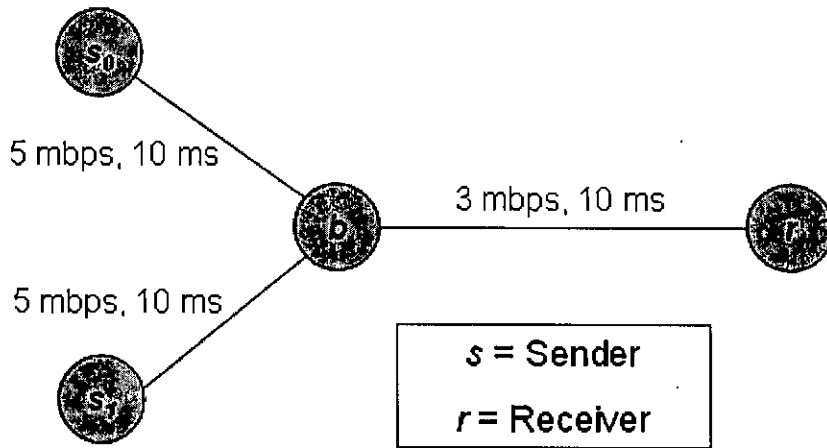 s0
5 mbps, 10 ms
b
3 mbps, 10 ms
r
5 mbps, 10 ms
s1
s = Sender
r = Receiver